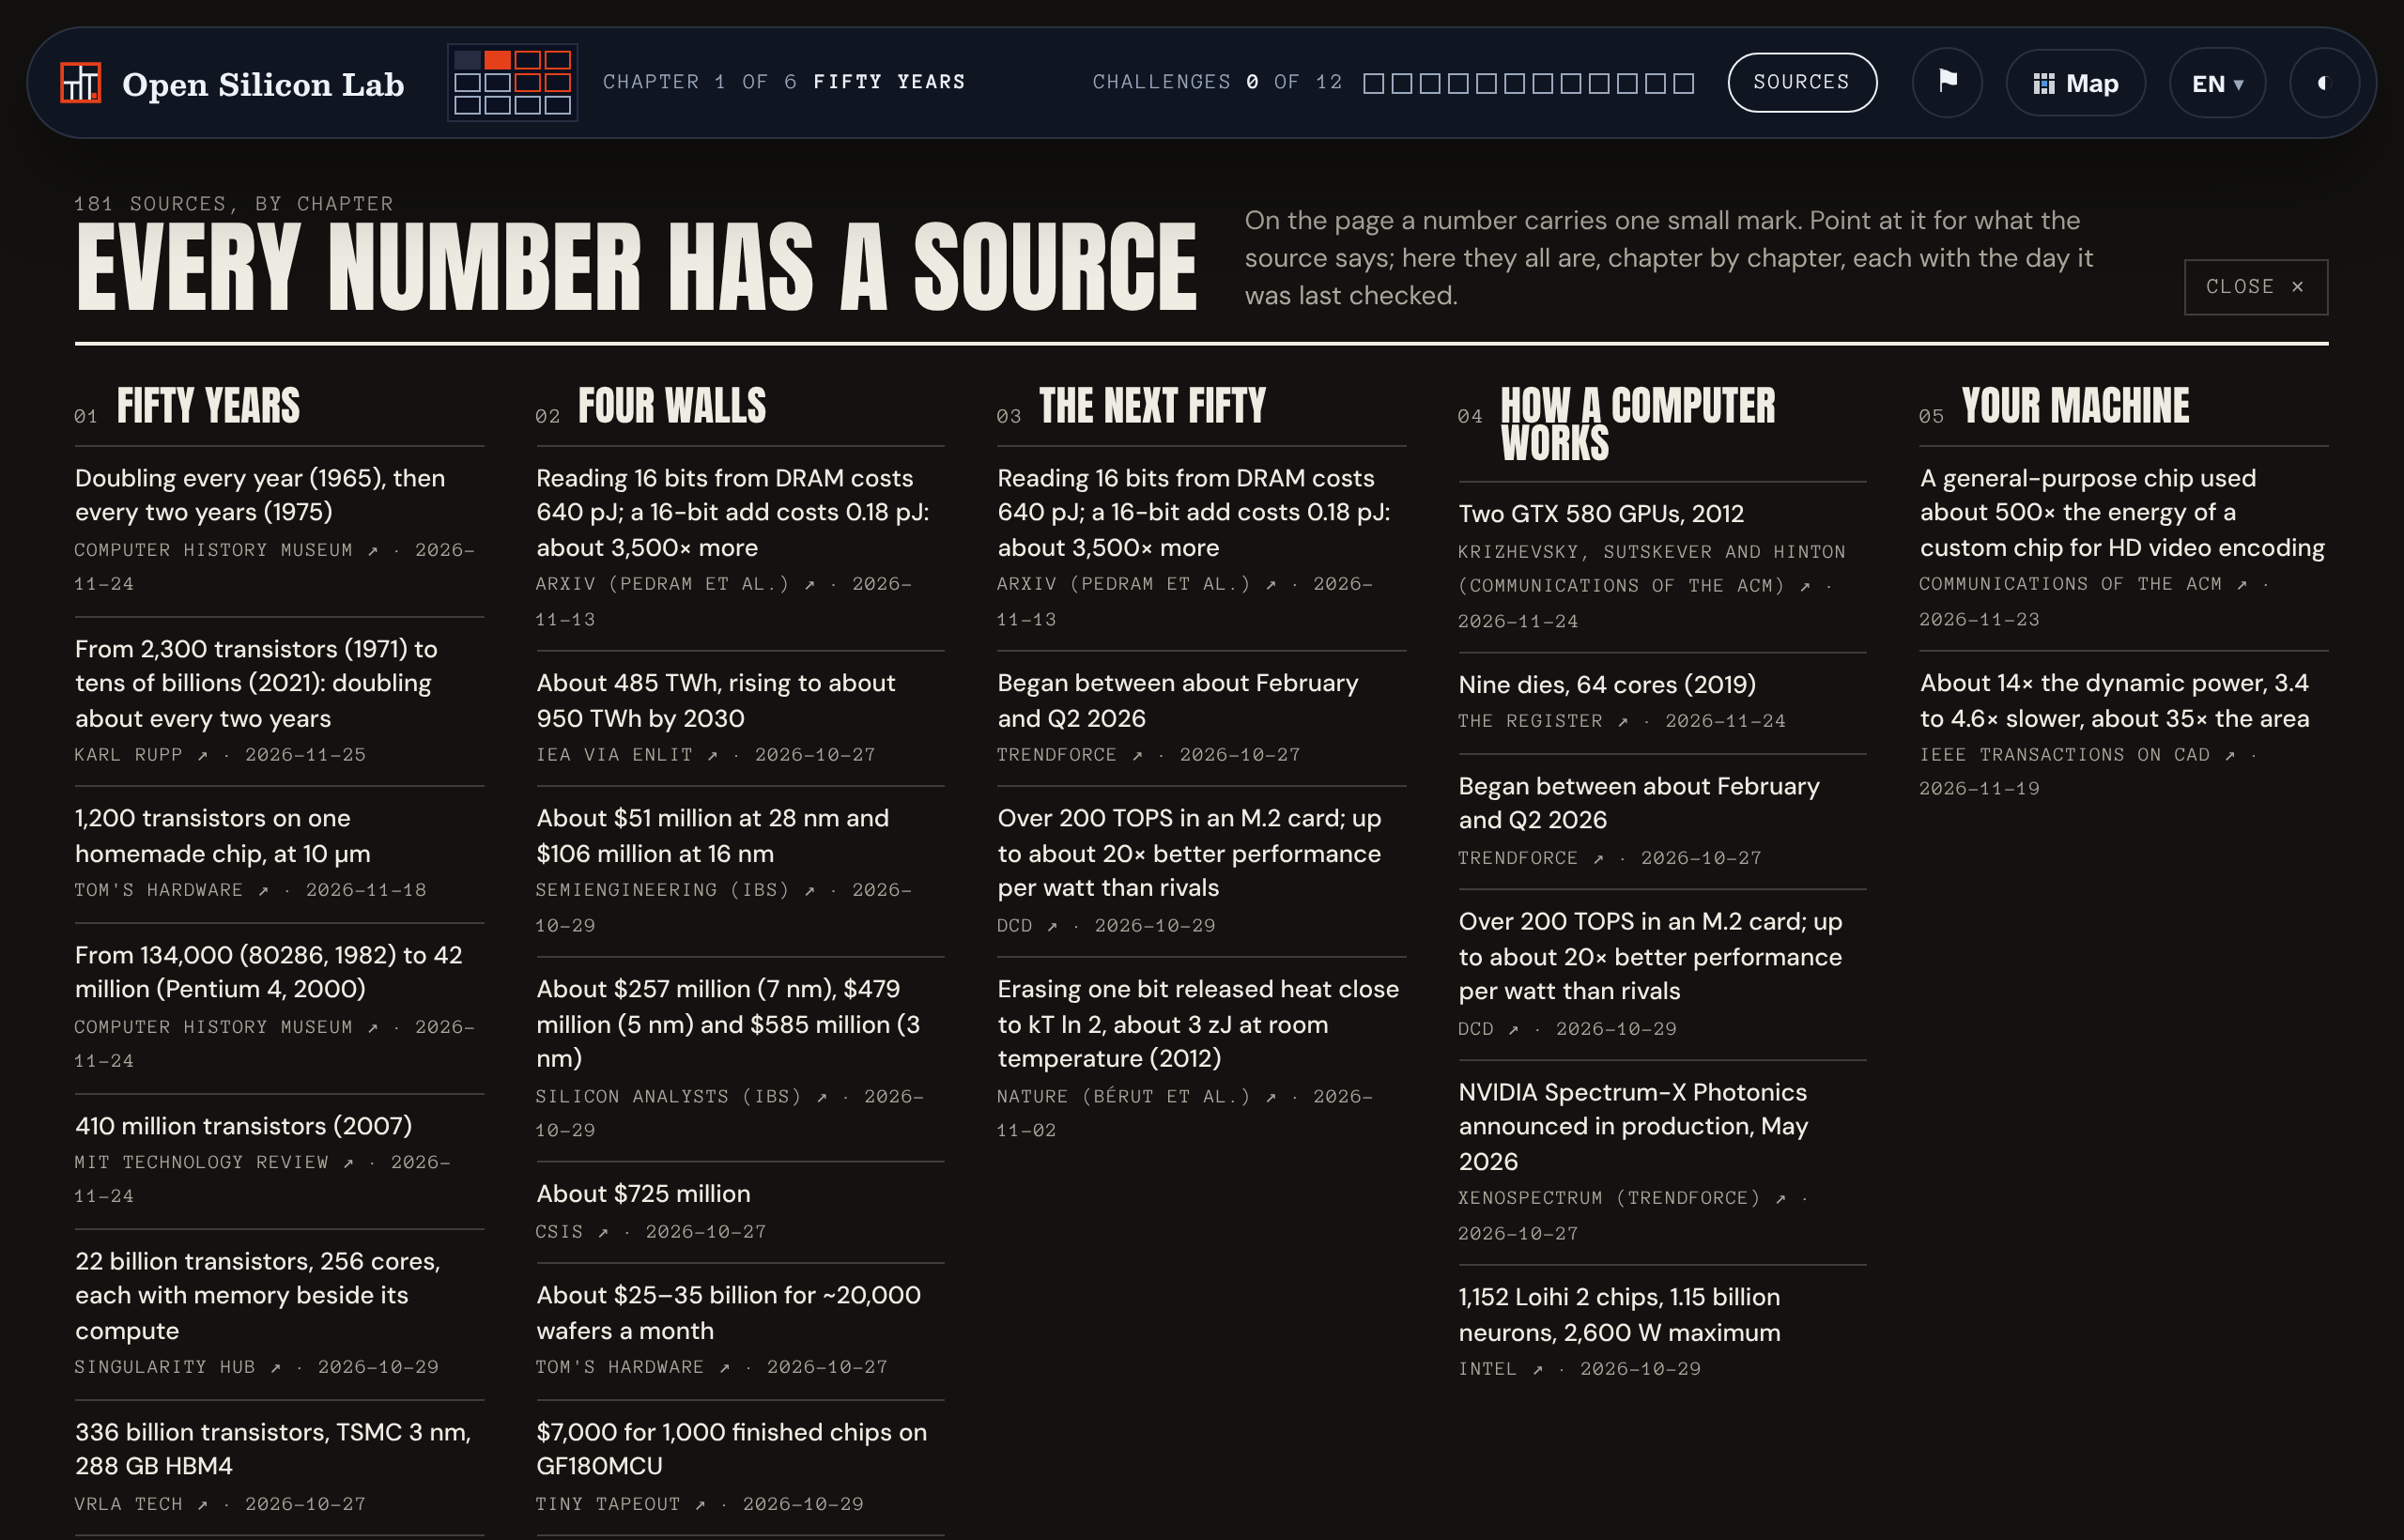 Open Silicon Lab
CHAPTER 1 OF 6 FIFTY YEARS
CHALLENGES 0 OF 12
SOURCES
Map
EN ▾
181 SOURCES, BY CHAPTER
EVERY NUMBER HAS A SOURCE
On the page a number carries one small mark. Point at it for what the
source says; here they all are, chapter by chapter, each with the day it
was last checked.
CLOSE ×
01 FIFTY YEARS
Doubling every year (1965), then
every two years (1975)
COMPUTER HISTORY MUSEUM ↗ · 2026-
11-24
From 2,300 transistors (1971) to
tens of billions (2021): doubling
about every two years
KARL RUPP ↗ · 2026-11-25
1,200 transistors on one
homemade chip, at 10 µm
TOM'S HARDWARE ↗ · 2026-11-18
From 134,000 (80286, 1982) to 42
million (Pentium 4, 2000)
COMPUTER HISTORY MUSEUM ↗ · 2026-
11-24
410 million transistors (2007)
MIT TECHNOLOGY REVIEW ↗ · 2026-
11-24
22 billion transistors, 256 cores,
each with memory beside its
compute
SINGULARITY HUB ↗ · 2026-10-29
336 billion transistors, TSMC 3 nm,
288 GB HBM4
VRLA TECH ↗ · 2026-10-27
02 FOUR WALLS
Reading 16 bits from DRAM costs
640 pJ; a 16-bit add costs 0.18 pJ:
about 3,500× more
ARXIV (PEDRAM ET AL.) ↗ · 2026-
11-13
About 485 TWh, rising to about
950 TWh by 2030
IEA VIA ENLIT ↗ · 2026-10-27
About $51 million at 28 nm and
$106 million at 16 nm
SEMIENGINEERING (IBS) ↗ · 2026-
10-29
About $257 million (7 nm), $479
million (5 nm) and $585 million (3
nm)
SILICON ANALYSTS (IBS) ↗ · 2026-
10-29
About $725 million
CSIS ↗ · 2026-10-27
About $25–35 billion for ~20,000
wafers a month
TOM'S HARDWARE ↗ · 2026-10-27
$7,000 for 1,000 finished chips on
GF180MCU
TINY TAPEOUT ↗ · 2026-10-29
03 THE NEXT FIFTY
Reading 16 bits from DRAM costs
640 pJ; a 16-bit add costs 0.18 pJ:
about 3,500× more
ARXIV (PEDRAM ET AL.) ↗ · 2026-
11-13
Began between about February
and Q2 2026
TRENDFORCE ↗ · 2026-10-27
Over 200 TOPS in an M.2 card; up
to about 20× better performance
per watt than rivals
DCD ↗ · 2026-10-29
Erasing one bit released heat close
to kT ln 2, about 3 zJ at room
temperature (2012)
NATURE (BÉRUT ET AL.) ↗ · 2026-
11-02
04 HOW A COMPUTER
WORKS
Two GTX 580 GPUs, 2012
KRIZHEVSKY, SUTSKEVER AND HINTON
(COMMUNICATIONS OF THE ACM) ↗ ·
2026-11-24
Nine dies, 64 cores (2019)
THE REGISTER ↗ · 2026-11-24
Began between about February
and Q2 2026
TRENDFORCE ↗ · 2026-10-27
Over 200 TOPS in an M.2 card; up
to about 20× better performance
per watt than rivals
DCD ↗ · 2026-10-29
NVIDIA Spectrum-X Photonics
announced in production, May
2026
XENOSPECTRUM (TRENDFORCE) ↗ ·
2026-10-27
1,152 Loihi 2 chips, 1.15 billion
neurons, 2,600 W maximum
INTEL ↗ · 2026-10-29
05 YOUR MACHINE
A general-purpose chip used
about 500× the energy of a
custom chip for HD video encoding
COMMUNICATIONS OF THE ACM ↗ ·
2026-11-23
About 14× the dynamic power, 3.4
to 4.6× slower, about 35× the area
IEEE TRANSACTIONS ON CAD ↗ ·
2026-11-19